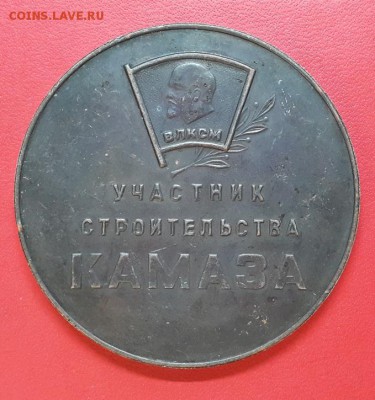 COINS.LAVE.RU
ВЛКСМ
УЧАСТНИК
СТРОИТЕЛЬСТВА
КАМАЗА